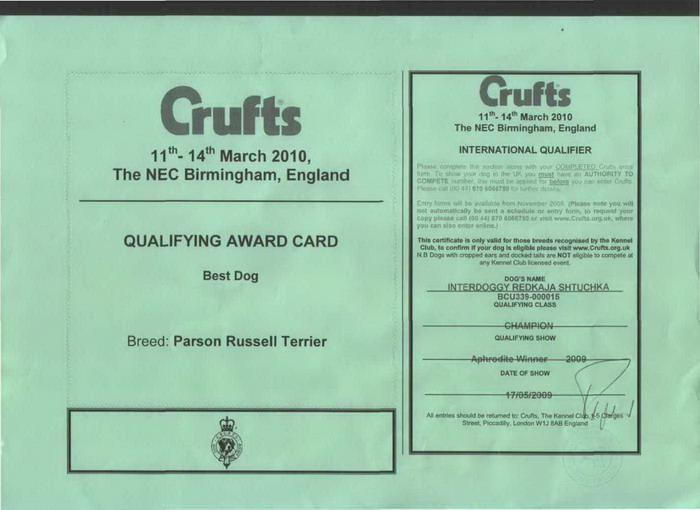 Crufts
11th- 14th March 2010,
The NEC Birmingham, England
QUALIFYING AWARD CARD
Best Dog
Breed: Parson Russell Terrier
Crufts
11th- 14th March 2010
The NEC Birmingham, England
INTERNATIONAL QUALIFIER
Please complete this section along with your COMPLETED Crufts entry
form. To show your dog in the UK you must have an AUTHORITY TO
COMPETE number, this must be applied for before you can enter Crufts.
Please call (00 44) 870 6066750 for further details.
Entry forms will be available from November 2009. (Please note you will
not automatically be sent a schedule or entry form, to request your
copy please call (00 44) 870 6066750 or visit www.Crufts.org.uk, where
you can also enter online.)
This certificate is only valid for those breeds recognised by the Kennel
Club, to confirm if your dog is eligible please visit www.Crufts.org.uk
N.B Dogs with cropped ears and docked tails are NOT eligible to compete at
any Kennel Club licensed event.
DOG'S NAME
INTERDOGGY REDKAJA SHTUCHKA
BCU339-000015
QUALIFYING CLASS
CHAMPION
QUALIFYING SHOW
Aphrodite Winner 2009
DATE OF SHOW
17/05/2009
All entries should be returned to: Crufts, The Kennel Club, 1-5 Clarges
Street, Piccadilly, London W1J 8AB England